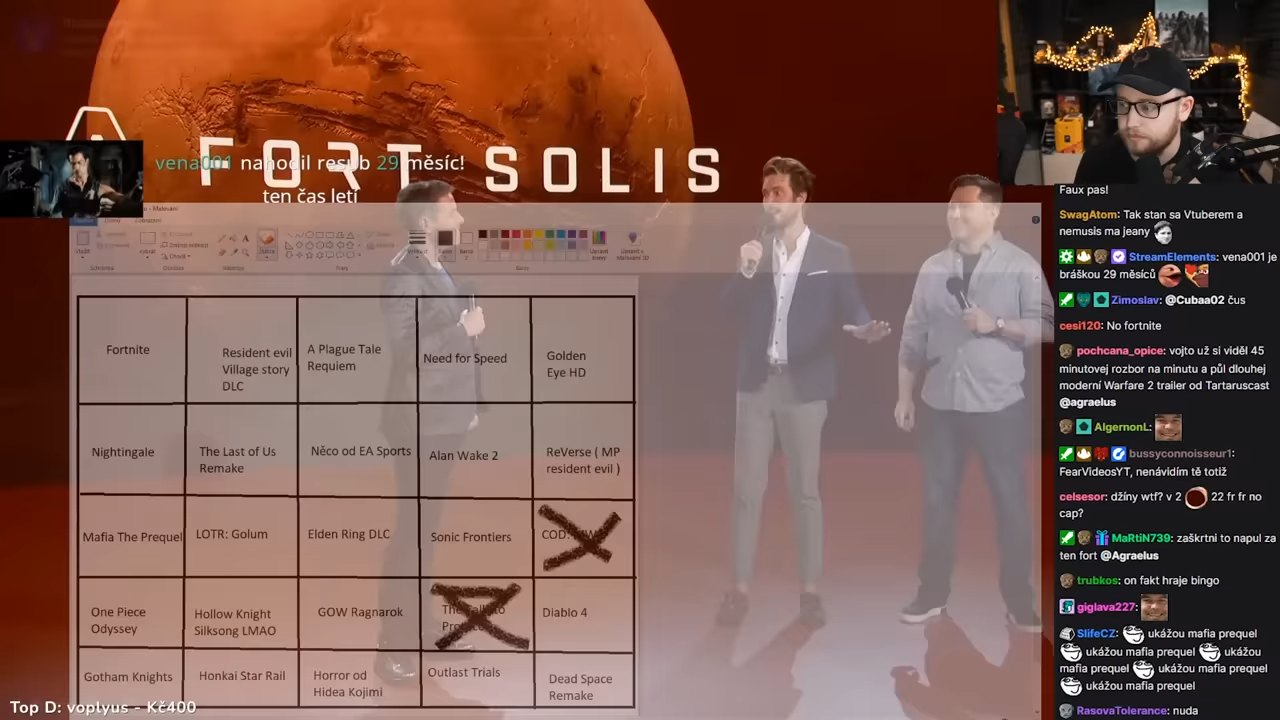 FORT SOLIS
vena001 nahodil resub 29 měsíc!
ten čas letí
Fortnite
Resident evil
Village story
DLC
A Plague Tale
Requiem
Need for Speed
Golden
Eye HD
Nightingale
The Last of Us
Remake
Něco od EA Sports
Alan Wake 2
ReVerse ( MP
resident evil )
Mafia The Prequel
LOTR: Golum
Elden Ring DLC
Sonic Frontiers
COD:
One Piece
Odyssey
Hollow Knight
Silksong LMAO
GOW Ragnarok
The
Diablo 4
Gotham Knights
Honkai Star Rail
Horror od
Hidea Kojimi
Outlast Trials
Dead Space
Remake
Top D: voplyus - Kč400
Faux pas!
SwagAtom: Tak stan sa Vtuberem a
nemusis ma jeany
StreamElements: vena001 je
bráškou 29 měsíců
Zimoslav: @Cubaa02 čus
cesi120: No fortnite
pochcana_opice: vojto už si viděl 45
minutovej rozbor na minutu a půl dlouhej
moderní Warfare 2 trailer od Tartaruscast
@agraelus
AlgernonL:
bussyconnoisseur1:
FearVideosYT, nenávidím tě totiž
celsesor: džíny wtf? v 2 22 fr fr no
cap?
MaRtiN739: zaškrtni to napul za
ten fort @Agraelus
trubkos: on fakt hraje bingo
giglava227:
SlifeCZ: ukážou mafia prequel
ukážou mafia prequel ukážou
mafia prequel ukážou mafia prequel
ukážou mafia prequel
RasovaTolerance: nuda